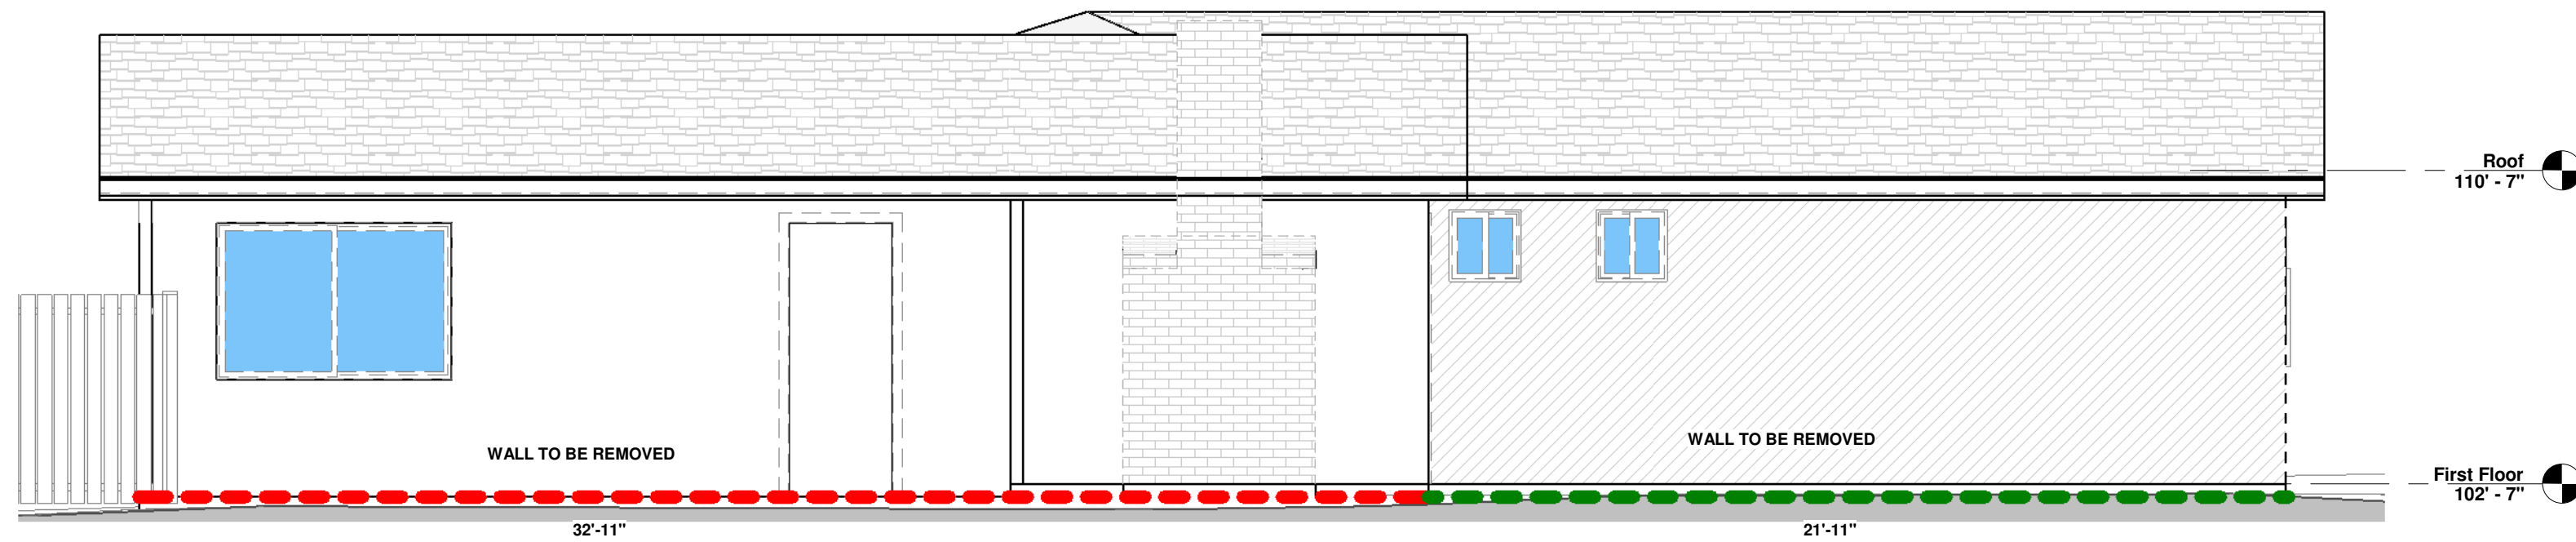 Roof
110' - 7"
WALL TO BE REMOVED
WALL TO BE REMOVED
First Floor
102' - 7"
32'-11"
21'-11"